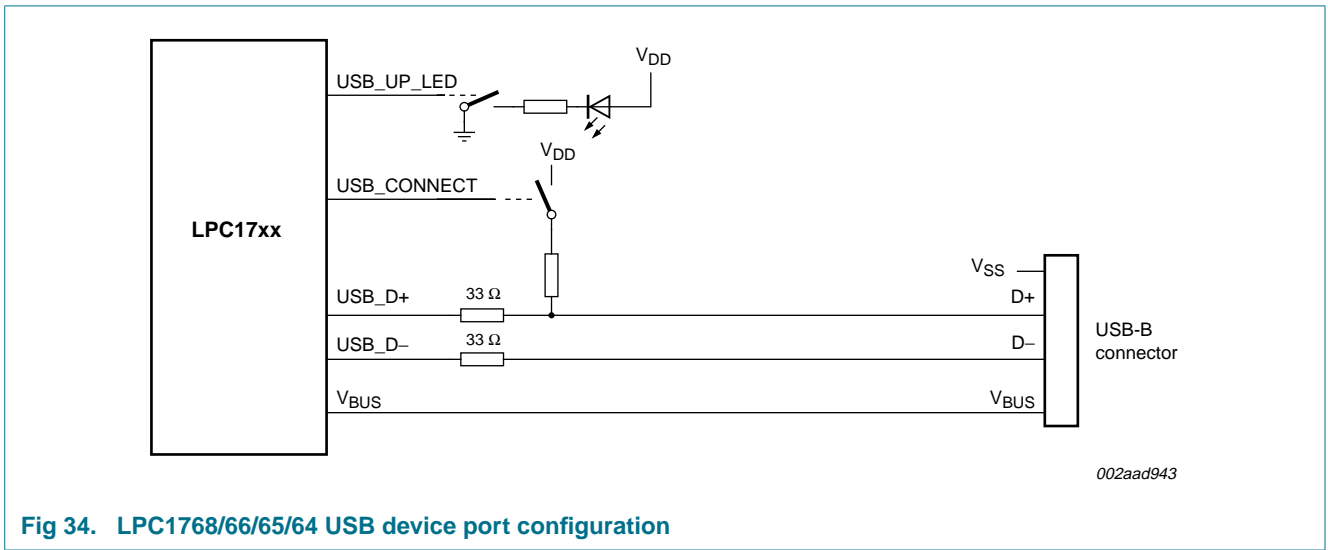 VDD
USB_UP_LED
VDD
USB_CONNECT
LPC17xx
VSS
USB_D+ 33 Ω D+
USB_D− 33 Ω D−
USB-B
connector
VBUS VBUS
002aad943
Fig 34. LPC1768/66/65/64 USB device port configuration